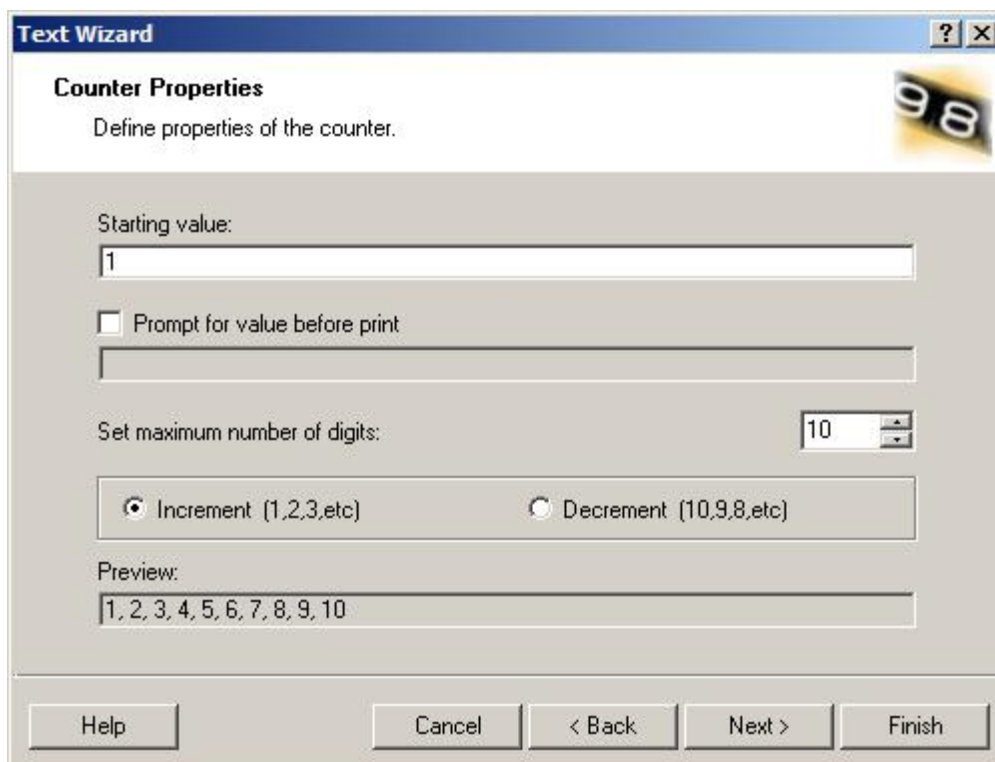 Text Wizard
Counter Properties
Define properties of the counter.
98
Starting value:
1
Prompt for value before print
Set maximum number of digits:
10
Increment (1,2,3,etc)
Decrement (10,9,8,etc)
Preview:
1, 2, 3, 4, 5, 6, 7, 8, 9, 10
Help
Cancel
< Back
Next >
Finish